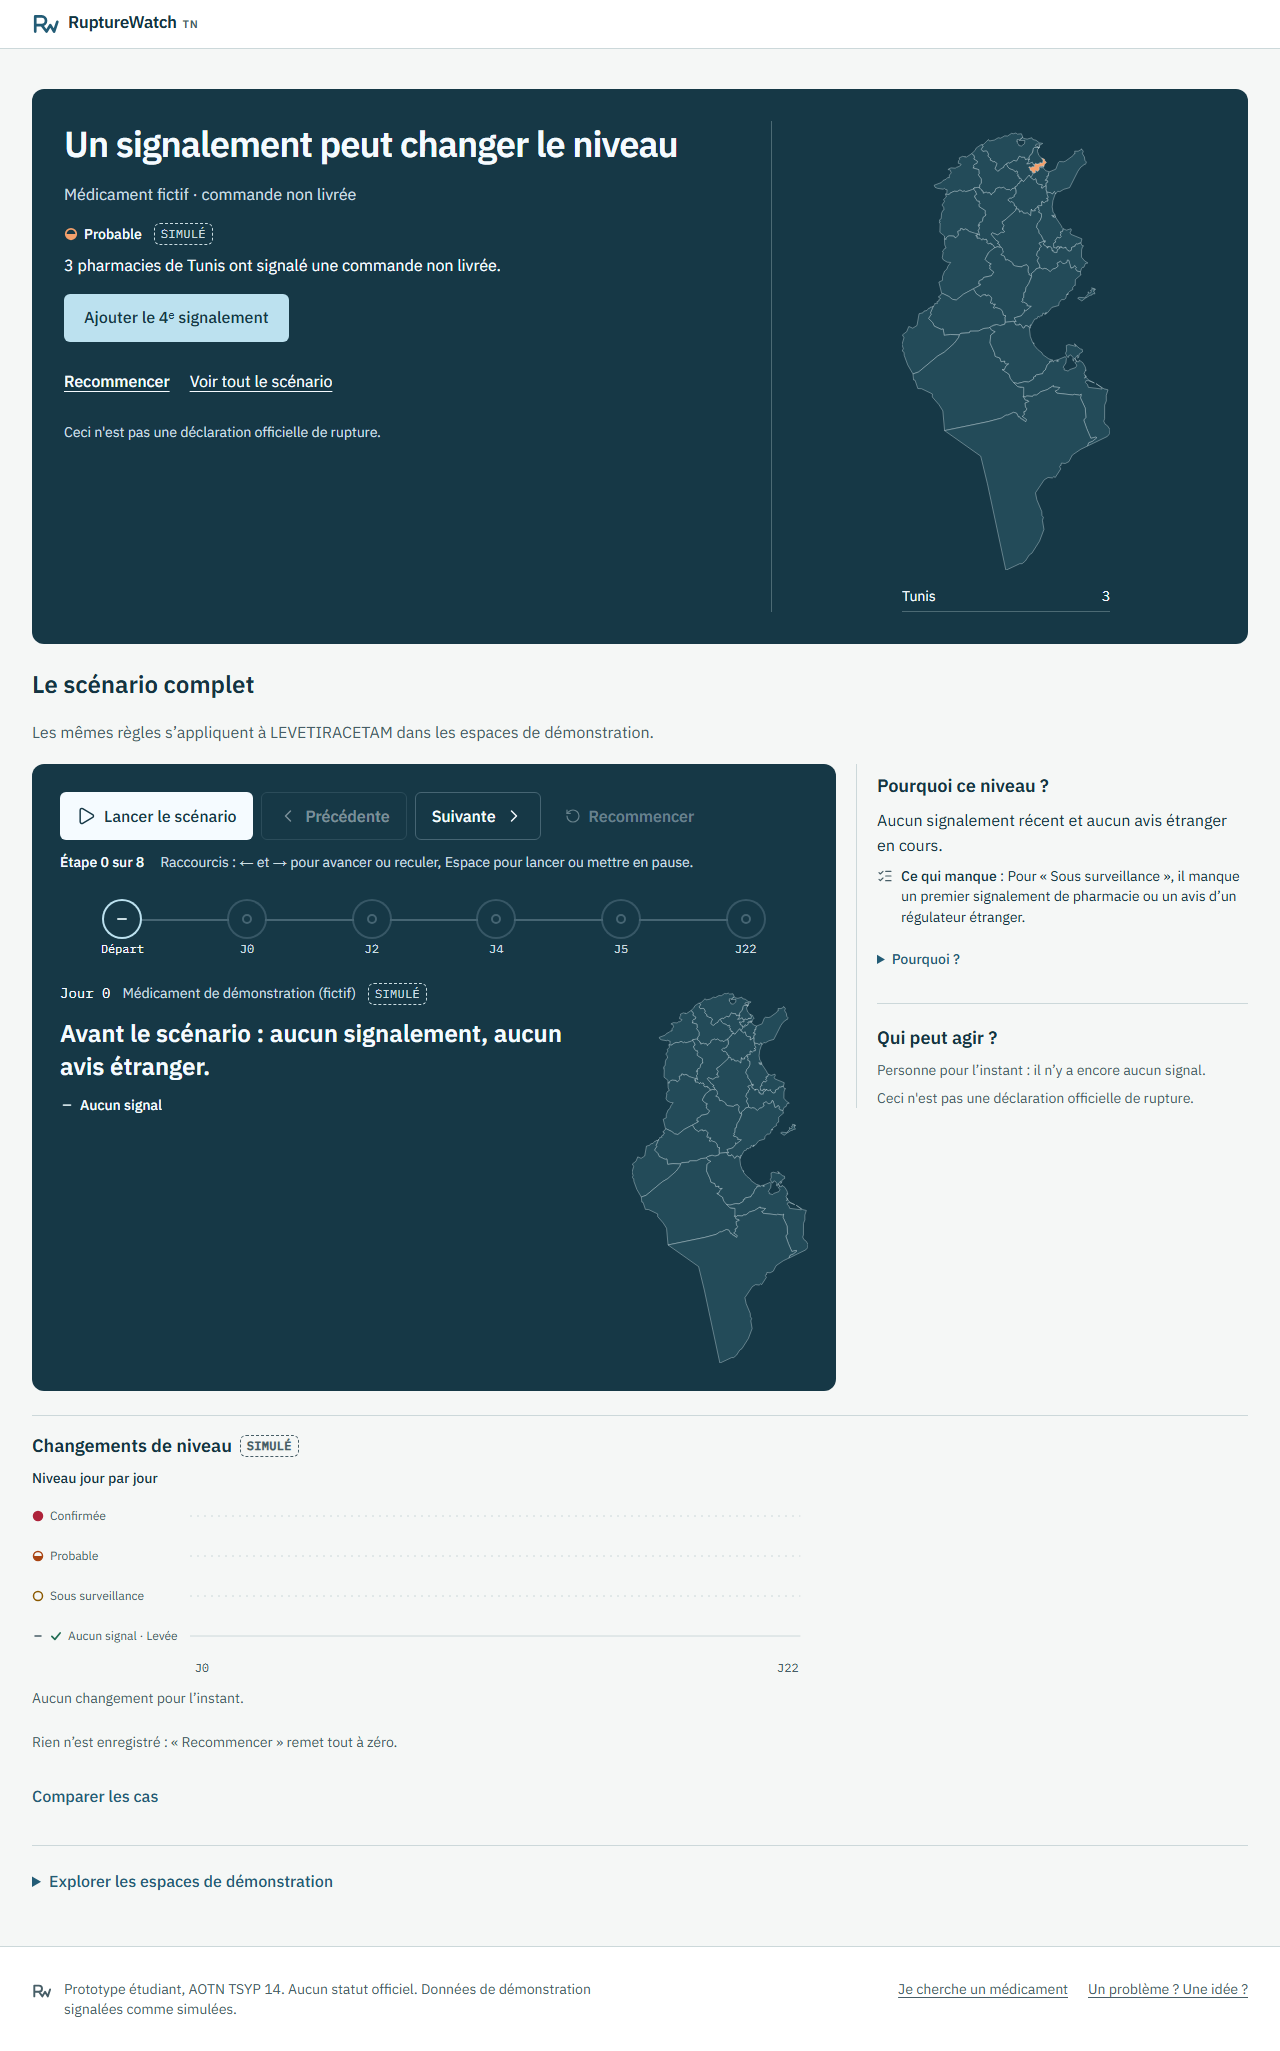 RuptureWatch TN
Un signalement peut changer le niveau
Médicament fictif · commande non livrée
Probable SIMULÉ
3 pharmacies de Tunis ont signalé une commande non livrée.
Ajouter le 4ᵉ signalement
Recommencer Voir tout le scénario
Ceci n'est pas une déclaration officielle de rupture.
Tunis 3
Le scénario complet
Les mêmes règles s’appliquent à LEVETIRACETAM dans les espaces de démonstration.
Lancer le scénario Précédente Suivante Recommencer
Étape 0 sur 8 Raccourcis : ← et → pour avancer ou reculer, Espace pour lancer ou mettre en pause.
Départ J0 J2 J4 J5 J22
Jour 0 Médicament de démonstration (fictif) SIMULÉ
Avant le scénario : aucun signalement, aucun
avis étranger.
Aucun signal
Pourquoi ce niveau ?
Aucun signalement récent et aucun avis étranger
en cours.
Ce qui manque : Pour « Sous surveillance », il manque
un premier signalement de pharmacie ou un avis d’un
régulateur étranger.
Pourquoi ?
Qui peut agir ?
Personne pour l’instant : il n’y a encore aucun signal.
Ceci n'est pas une déclaration officielle de rupture.
Changements de niveau SIMULÉ
Niveau jour par jour
Confirmée
Probable
Sous surveillance
Aucun signal · Levée
J0 J22
Aucun changement pour l’instant.
Rien n’est enregistré : « Recommencer » remet tout à zéro.
Comparer les cas
Explorer les espaces de démonstration
Prototype étudiant, AOTN TSYP 14. Aucun statut officiel. Données de démonstration
signalées comme simulées.
Je cherche un médicament Un problème ? Une idée ?